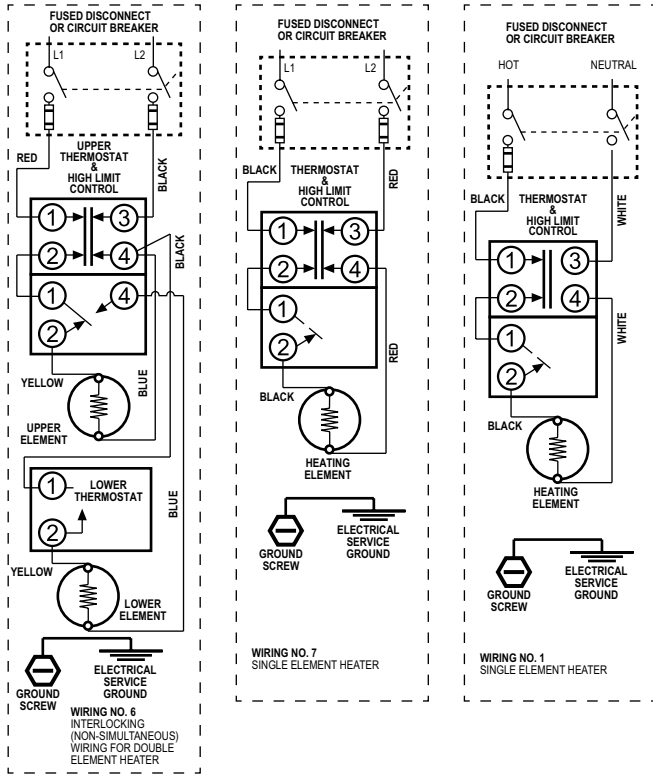 FUSED DISCONNECT
OR CIRCUIT BREAKER
L1
L2
RED
UPPER
THERMOSTAT
&
HIGH LIMIT
CONTROL
BLACK
1
3
2
4
BLACK
1
4
2
YELLOW
BLUE
UPPER
ELEMENT
1
LOWER
THERMOSTAT
2
BLUE
YELLOW
LOWER
ELEMENT
GROUND
SCREW
ELECTRICAL
SERVICE
GROUND
WIRING NO. 6
INTERLOCKING
(NON-SIMULTANEOUS)
WIRING FOR DOUBLE
ELEMENT HEATER
FUSED DISCONNECT
OR CIRCUIT BREAKER
L1
L2
BLACK
THERMOSTAT
&
HIGH LIMIT
CONTROL
RED
1
3
2
4
1
2
RED
BLACK
HEATING
ELEMENT
GROUND
SCREW
ELECTRICAL
SERVICE
GROUND
WIRING NO. 7
SINGLE ELEMENT HEATER
FUSED DISCONNECT
OR CIRCUIT BREAKER
HOT
NEUTRAL
BLACK
THERMOSTAT
&
HIGH LIMIT
CONTROL
WHITE
1
3
2
4
1
2
WHITE
BLACK
HEATING
ELEMENT
GROUND
SCREW
ELECTRICAL
SERVICE
GROUND
WIRING NO. 1
SINGLE ELEMENT HEATER